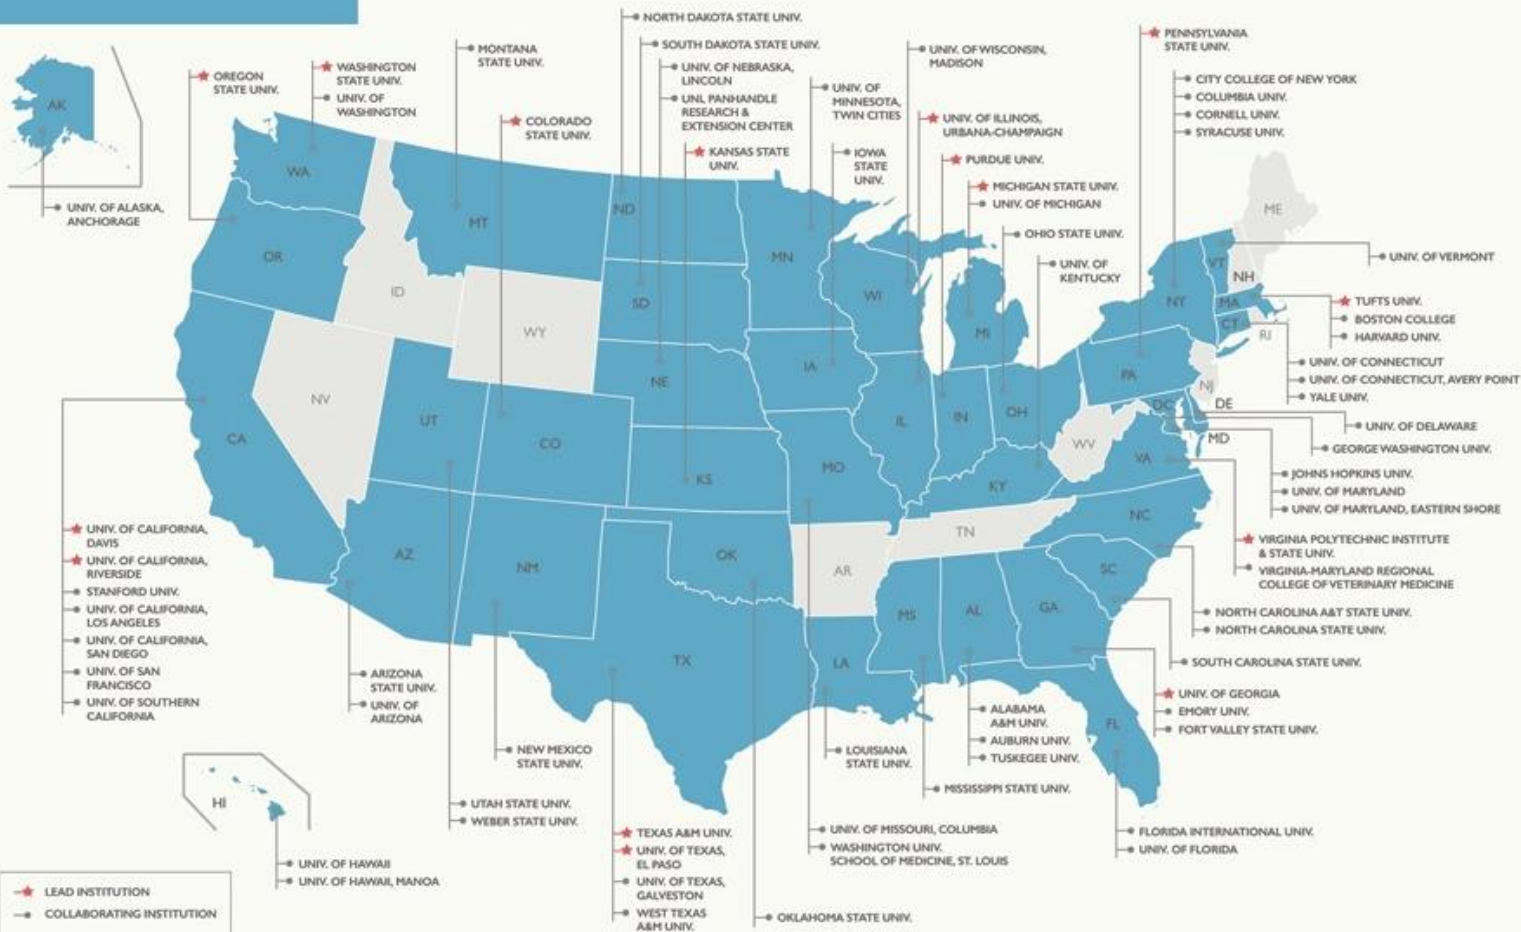 NORTH DAKOTA STATE UNIV.
SOUTH DAKOTA STATE UNIV.
MONTANA
STATE UNIV.
UNIV. OF NEBRASKA,
LINCOLN
UNL PANHANDLE
RESEARCH &
EXTENSION CENTER
KANSAS STATE
UNIV.
UNIV. OF
MINNESOTA,
TWIN CITIES
IOWA
STATE
UNIV.
UNIV. OF WISCONSIN,
MADISON
UNIV. OF ILLINOIS,
URBANA-CHAMPAIGN
PURDUE UNIV.
MICHIGAN STATE UNIV.
UNIV. OF MICHIGAN
OHIO STATE UNIV.
UNIV. OF
KENTUCKY
PENNSYLVANIA
STATE UNIV.
CITY COLLEGE OF NEW YORK
COLUMBIA UNIV.
CORNELL UNIV.
SYRACUSE UNIV.
OREGON
STATE UNIV.
WASHINGTON
STATE UNIV.
UNIV. OF
WASHINGTON
COLORADO
STATE UNIV.
AK
UNIV. OF ALASKA,
ANCHORAGE
WA
OR
ID
MT
WY
ND
SD
NE
MN
WI
IA
MI
NY
VT
NH
ME
MA
CT
RI
PA
NJ
DE
DC
MD
CA
NV
UT
CO
KS
MO
IL
IN
OH
KY
WV
VA
AZ
NM
OK
AR
TN
NC
SC
TX
LA
MS
AL
GA
FL
HI
UNIV. OF VERMONT
TUFTS UNIV.
BOSTON COLLEGE
HARVARD UNIV.
UNIV. OF CONNECTICUT
UNIV. OF CONNECTICUT, AVERY POINT
YALE UNIV.
UNIV. OF DELAWARE
GEORGE WASHINGTON UNIV.
JOHNS HOPKINS UNIV.
UNIV. OF MARYLAND
UNIV. OF MARYLAND, EASTERN SHORE
VIRGINIA POLYTECHNIC INSTITUTE
& STATE UNIV.
VIRGINIA-MARYLAND REGIONAL
COLLEGE OF VETERINARY MEDICINE
NORTH CAROLINA A&T STATE UNIV.
NORTH CAROLINA STATE UNIV.
SOUTH CAROLINA STATE UNIV.
UNIV. OF GEORGIA
EMORY UNIV.
FORT VALLEY STATE UNIV.
UNIV. OF CALIFORNIA,
DAVIS
UNIV. OF CALIFORNIA,
RIVERSIDE
STANFORD UNIV.
UNIV. OF CALIFORNIA,
LOS ANGELES
UNIV. OF CALIFORNIA,
SAN DIEGO
UNIV. OF SAN
FRANCISCO
UNIV. OF SOUTHERN
CALIFORNIA
ARIZONA
STATE UNIV.
UNIV. OF
ARIZONA
NEW MEXICO
STATE UNIV.
UTAH STATE UNIV.
WEBER STATE UNIV.
TEXAS A&M UNIV.
UNIV. OF TEXAS,
EL PASO
UNIV. OF TEXAS,
GALVESTON
WEST TEXAS
A&M UNIV.
OKLAHOMA STATE UNIV.
LOUISIANA
STATE UNIV.
UNIV. OF MISSOURI, COLUMBIA
WASHINGTON UNIV.
SCHOOL OF MEDICINE, ST. LOUIS
ALABAMA
A&M UNIV.
AUBURN UNIV.
TUSKEGEE UNIV.
MISSISSIPPI STATE UNIV.
FLORIDA INTERNATIONAL UNIV.
UNIV. OF FLORIDA
UNIV. OF HAWAII
UNIV. OF HAWAII, MANOA
LEAD INSTITUTION
COLLABORATING INSTITUTION